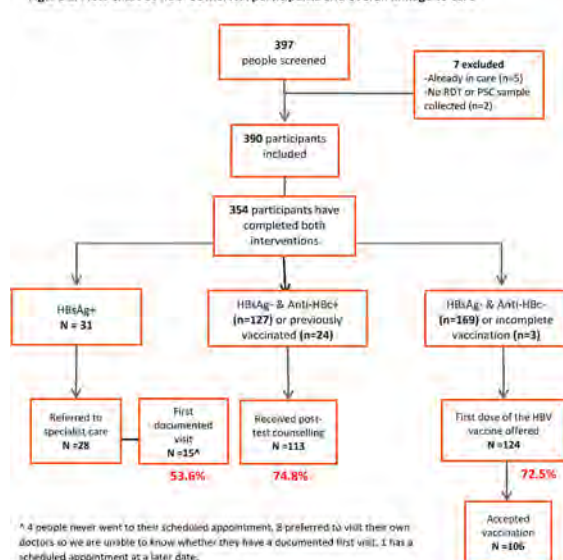 397
people screened
7 excluded
-Already in care (n=5)
-No RDT or PSC sample
collected (n=2)
390
participants
included
354 participants have
completed both
interventions
HBsAg+
N = 31
HBsAg- & Anti-HBc+
(n=127) or previously
vaccinated (n=24)
HBsAg- & Anti-HBc-
(n=169) or incomplete
vaccination (n=3)
Referred to
specialist care
N =28
First
documented
visit
N =15^
53.6%
Received post-
test counselling
N=113
74.8%
First dose of the HBV
vaccine offered
N =124
72.5%
Accepted
vaccination
N =106
^ 4 people never went to their scheduled appointment, 8 preferred to visit their own
doctors so we are unable to know whether they have a documented first visit, 1 has a
scheduled appointment at a later date.